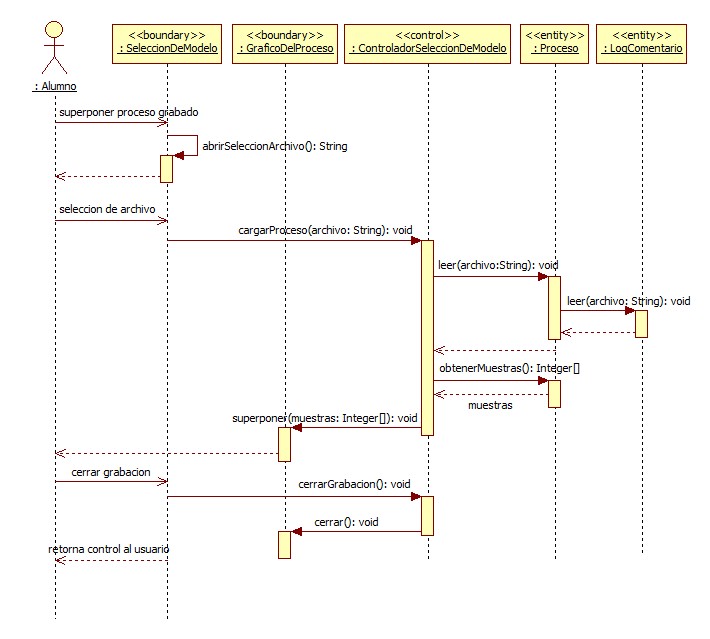 <<boundary>>
: SeleccionDeModelo
<<boundary>>
: GraficoDelProceso
<<control>>
: ControladorSeleccionDeModelo
<<entity>>
: Proceso
<<entity>>
: LogComentario
: Alumno
superponer proceso grabado
abrirSeleccionArchivo(): String
seleccion de archivo
cargarProceso(archivo: String): void
leer(archivo:String): void
leer(archivo: String): void
obtenerMuestras(): Integer[]
muestras
superponer(muestras: Integer[]): void
cerrar grabacion
cerrarGrabacion(): void
cerrar(): void
retorna control al usuario